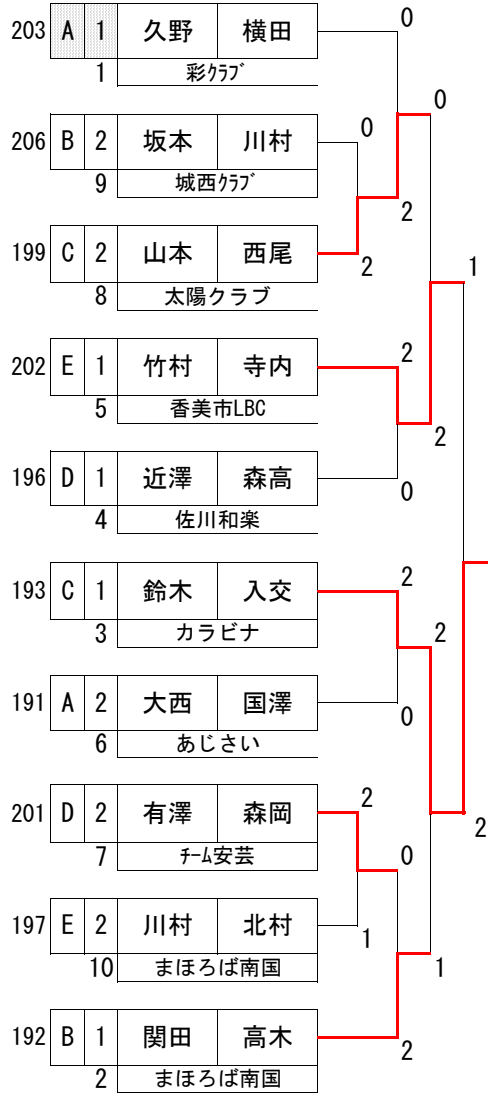 203 A 1 久野 横田
0
1 彩ｸﾗﾌﾞ
0
206 B 2 坂本 川村
0
9 城西ｸﾗﾌﾞ
2
199 C 2 山本 西尾
2
1
8 太陽クラブ
202 E 1 竹村 寺内
2
5 香美市LBC
2
196 D 1 近澤 森高
0
4 佐川和楽
193 C 1 鈴木 入交
2
3 カラビナ
2
191 A 2 大西 国澤
0
6 あじさい
201 D 2 有澤 森岡
2
2
7 ﾁｰﾑ安芸
0
197 E 2 川村 北村
1
10 まほろば南国
1
192 B 1 関田 高木
2
2 まほろば南国